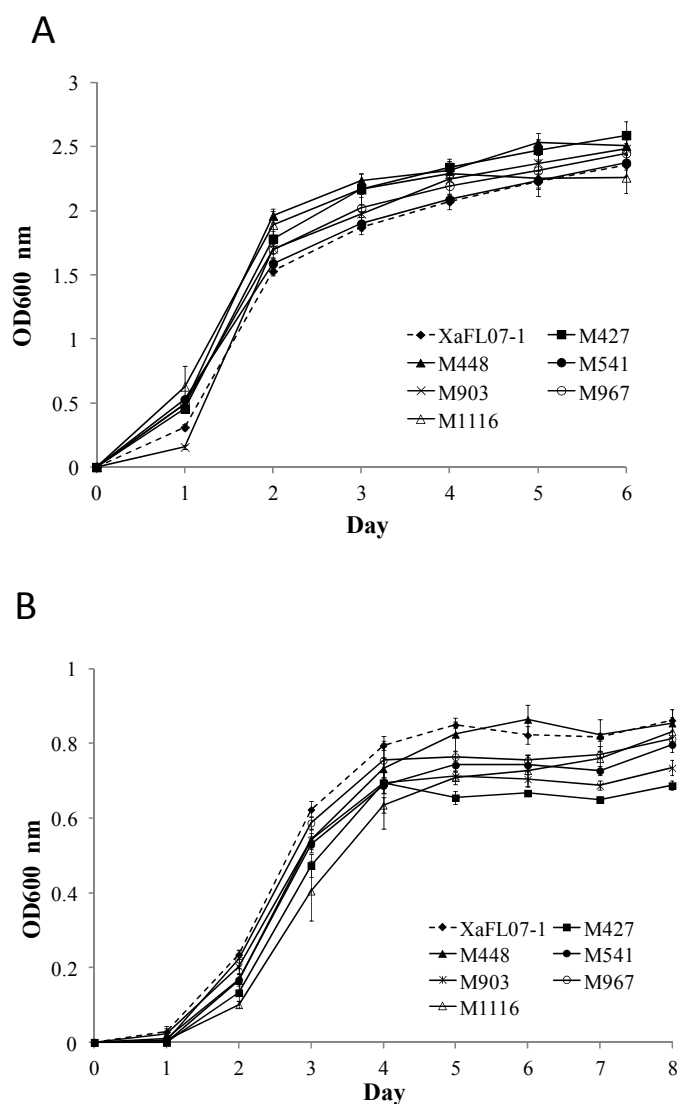 A
3
2.5
2
1.5
1
0.5
0
OD600 nm
XaFL07-1 M427
M448 M541
M903 M967
M1116
0 1 2 3 4 5 6
Day
B
1
0.8
0.6
0.4
0.2
0
OD600 nm
XaFL07-1 M427
M448 M541
M903 M967
M1116
0 1 2 3 4 5 6 7 8
Day